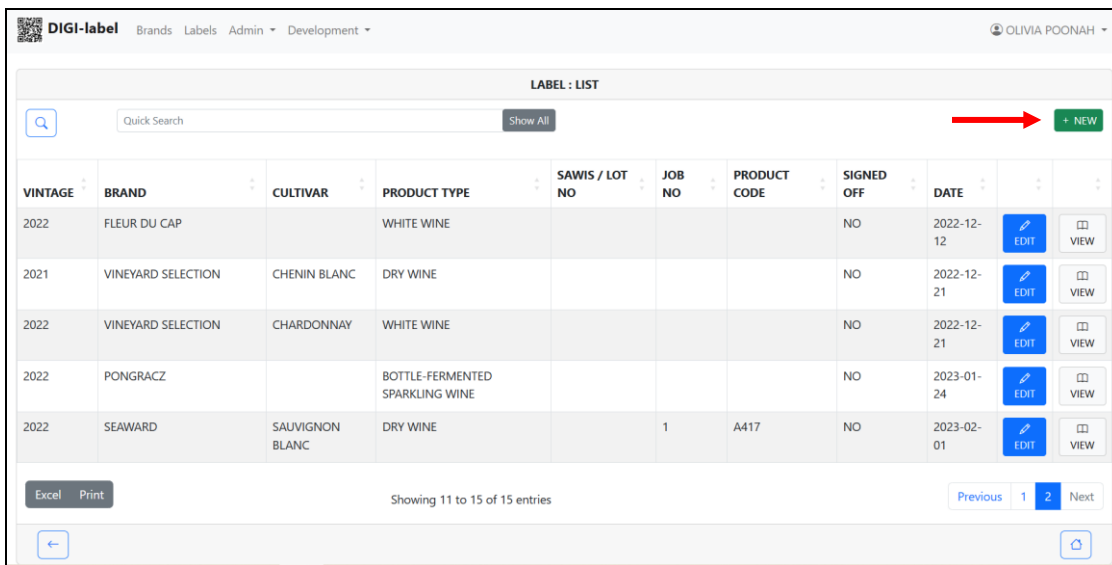 DIGI-label Brands Labels Admin Development OLIVIA POONAH
LABEL : LIST
Quick Search Show All + NEW
VINTAGE BRAND CULTIVAR PRODUCT TYPE SAWIS / LOT NO JOB NO PRODUCT CODE SIGNED OFF DATE
2022 FLEUR DU CAP WHITE WINE NO 2022-12-12 EDIT VIEW
2021 VINEYARD SELECTION CHENIN BLANC DRY WINE NO 2022-12-21 EDIT VIEW
2022 VINEYARD SELECTION CHARDONNAY WHITE WINE NO 2022-12-21 EDIT VIEW
2022 PONGRACZ BOTTLE-FERMENTED SPARKLING WINE NO 2023-01-24 EDIT VIEW
2022 SEAWARD SAUVIGNON BLANC DRY WINE 1 A417 NO 2023-02-01 EDIT VIEW
Excel Print Showing 11 to 15 of 15 entries Previous 1 2 Next